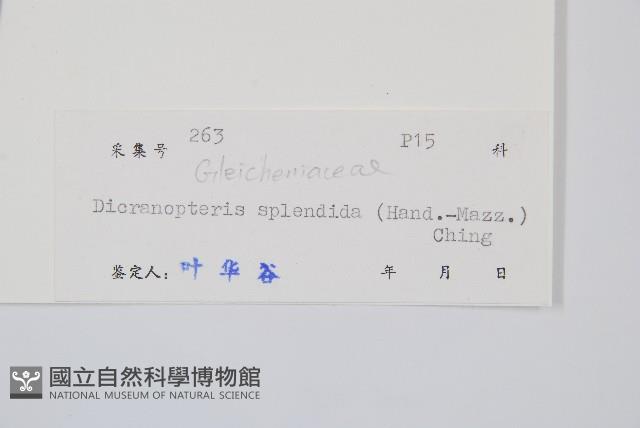 采集号 263 P15 科
Gleicheniaceae
Dicranopteris splendida (Hand.-Mazz.)
Ching
鉴定人: 叶华谷 年 月 日
國立自然科學博物館
NATIONAL MUSEUM OF NATURAL SCIENCE